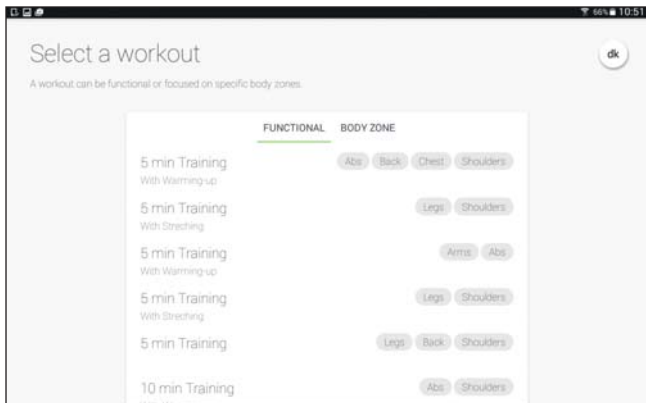 66% 10:51
Select a workout
dk
A workout can be functional or focused on specific body zones.
FUNCTIONAL BODY ZONE
5 min Training Abs Back Chest Shoulders
With Warming-up
5 min Training Legs Shoulders
With Streching
5 min Training Arms Abs
With Warming-up
5 min Training Legs Shoulders
With Streching
5 min Training Legs Back Shoulders
10 min Training Abs Shoulders